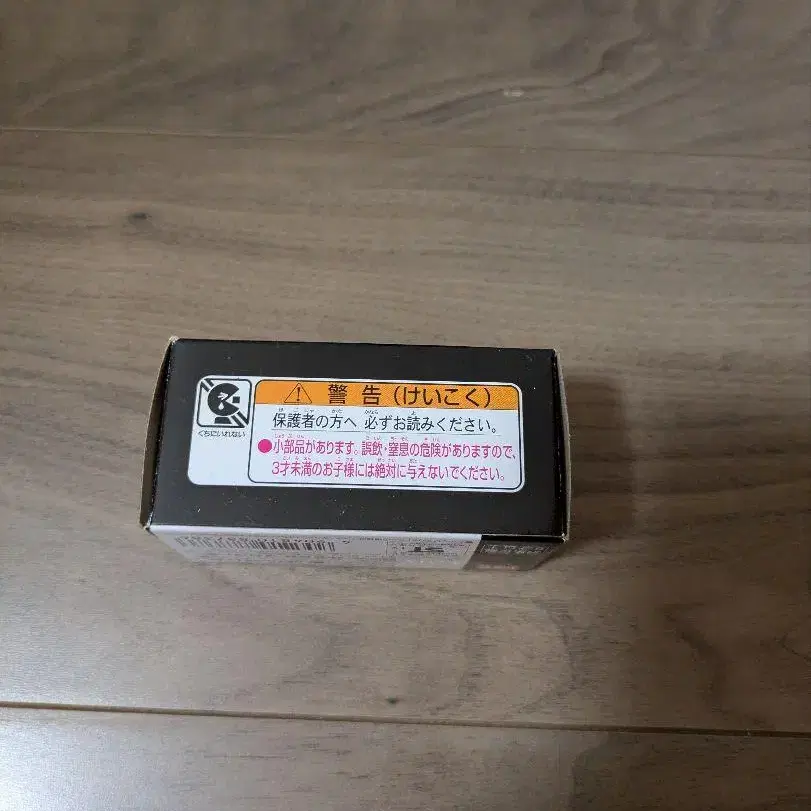 警告(けいこく)
保護者の方へ 必ずお読みください。
●小部品があります。誤飲・窒息の危険がありますので、
3才未満のお子様には絶対に与えないでください。
くちにいれない
ST